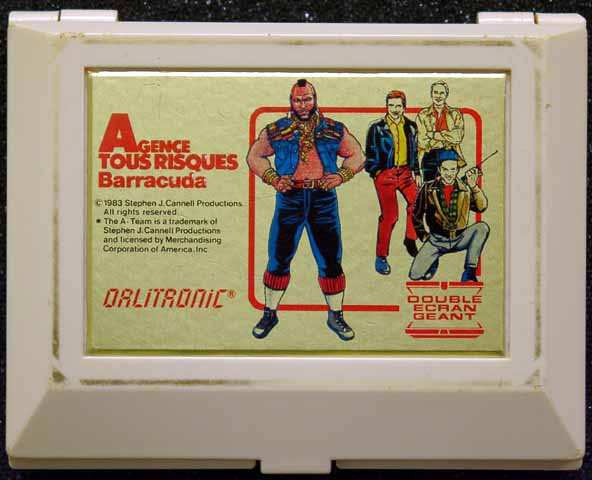 AGENCE
TOUS RISQUES
Barracuda
© 1983 Stephen J. Cannell Productions
All rights reserved.
* The A-Team is a trademark of
Stephen J. Cannell Productions
and licensed by Merchandising
Corporation of America, Inc
ORLITRONIC®
DOUBLE
ECRAN
GEANT